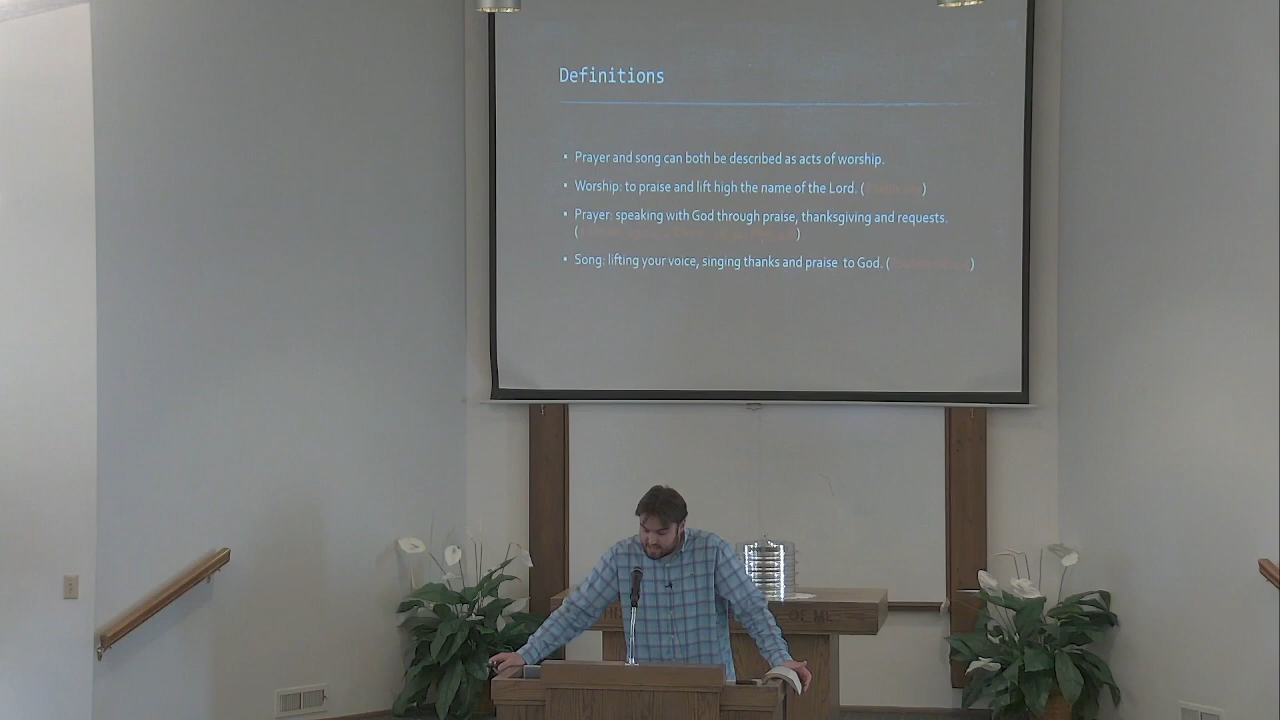 Definitions
▪ Prayer and song can both be described as acts of worship.
▪ Worship: to praise and lift high the name of the Lord. ( )
▪ Prayer: speaking with God through praise, thanksgiving and requests.
( )
▪ Song: lifting your voice, singing thanks and praise to God. ( )
OF ME